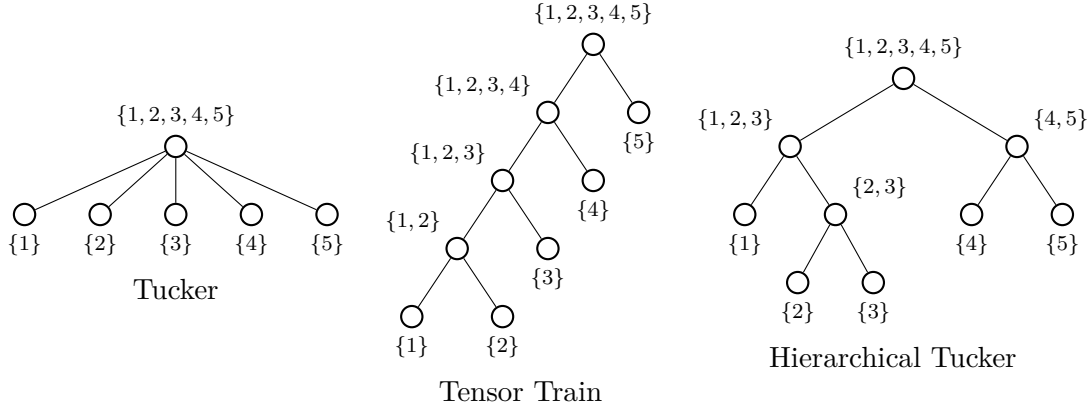 {1, 2, 3, 4, 5}
{1} {2} {3} {4} {5}
Tucker
{1, 2, 3, 4, 5}
{1, 2, 3, 4}
{5}
{1, 2, 3}
{4}
{1, 2}
{3}
{1} {2}
Tensor Train
{1, 2, 3, 4, 5}
{1, 2, 3} {4, 5}
{2, 3}
{1} {4} {5}
{2} {3}
Hierarchical Tucker